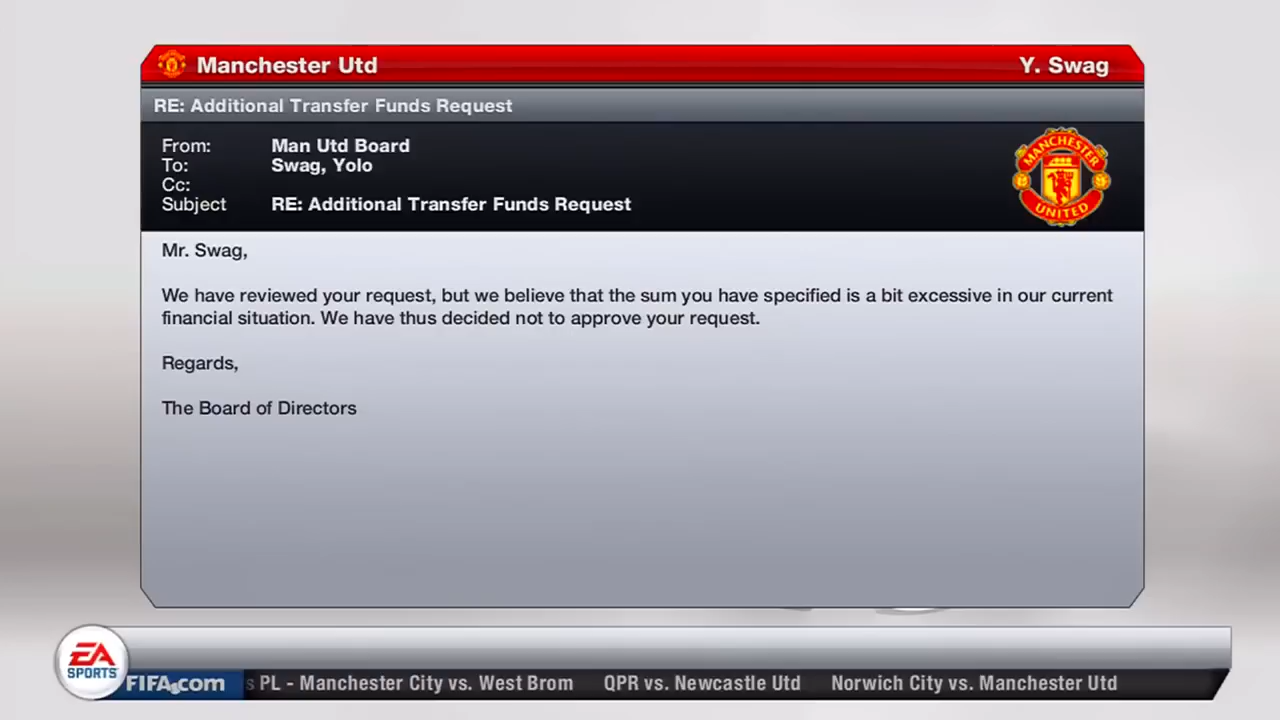 Manchester Utd Y. Swag
RE: Additional Transfer Funds Request
From: Man Utd Board
To: Swag, Yolo
Cc:
Subject RE: Additional Transfer Funds Request
MANCHESTER
UNITED
Mr. Swag,
We have reviewed your request, but we believe that the sum you have specified is a bit excessive in our current
financial situation. We have thus decided not to approve your request.
Regards,
The Board of Directors
EA
SPORTS
FIFA.com s PL - Manchester City vs. West Brom QPR vs. Newcastle Utd Norwich City vs. Manchester Utd